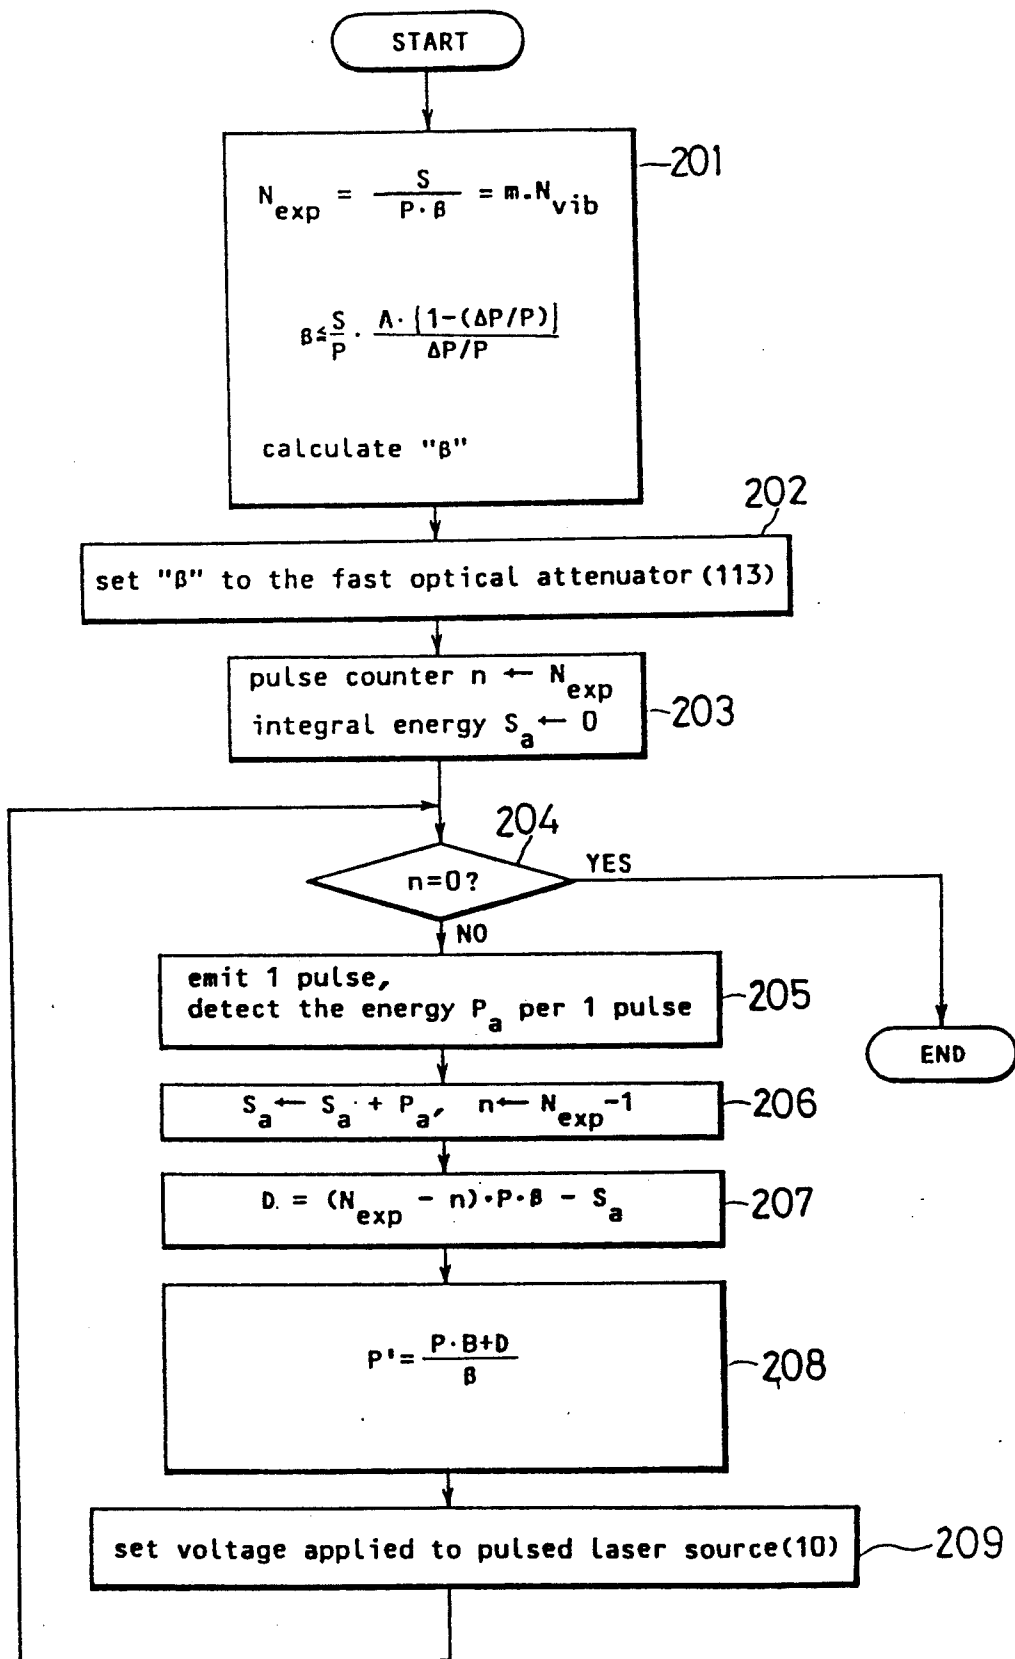 START
201
N_exp = S / P·β = m.N_vib
β≦ S/P · A·{1-(ΔP/P)} / ΔP/P
calculate "β"
202
set "β" to the fast optical attenuator(113)
pulse counter n ← N_exp
integral energy S_a ← 0
203
204
n=0?
YES
NO
emit 1 pulse,
detect the energy P_a per 1 pulse
205
END
S_a ← S_a + P_a, n ← N_exp-1
206
D = (N_exp - n)·P·β - S_a
207
P'= P·B+D / β
208
set voltage applied to pulsed laser source(10)
209